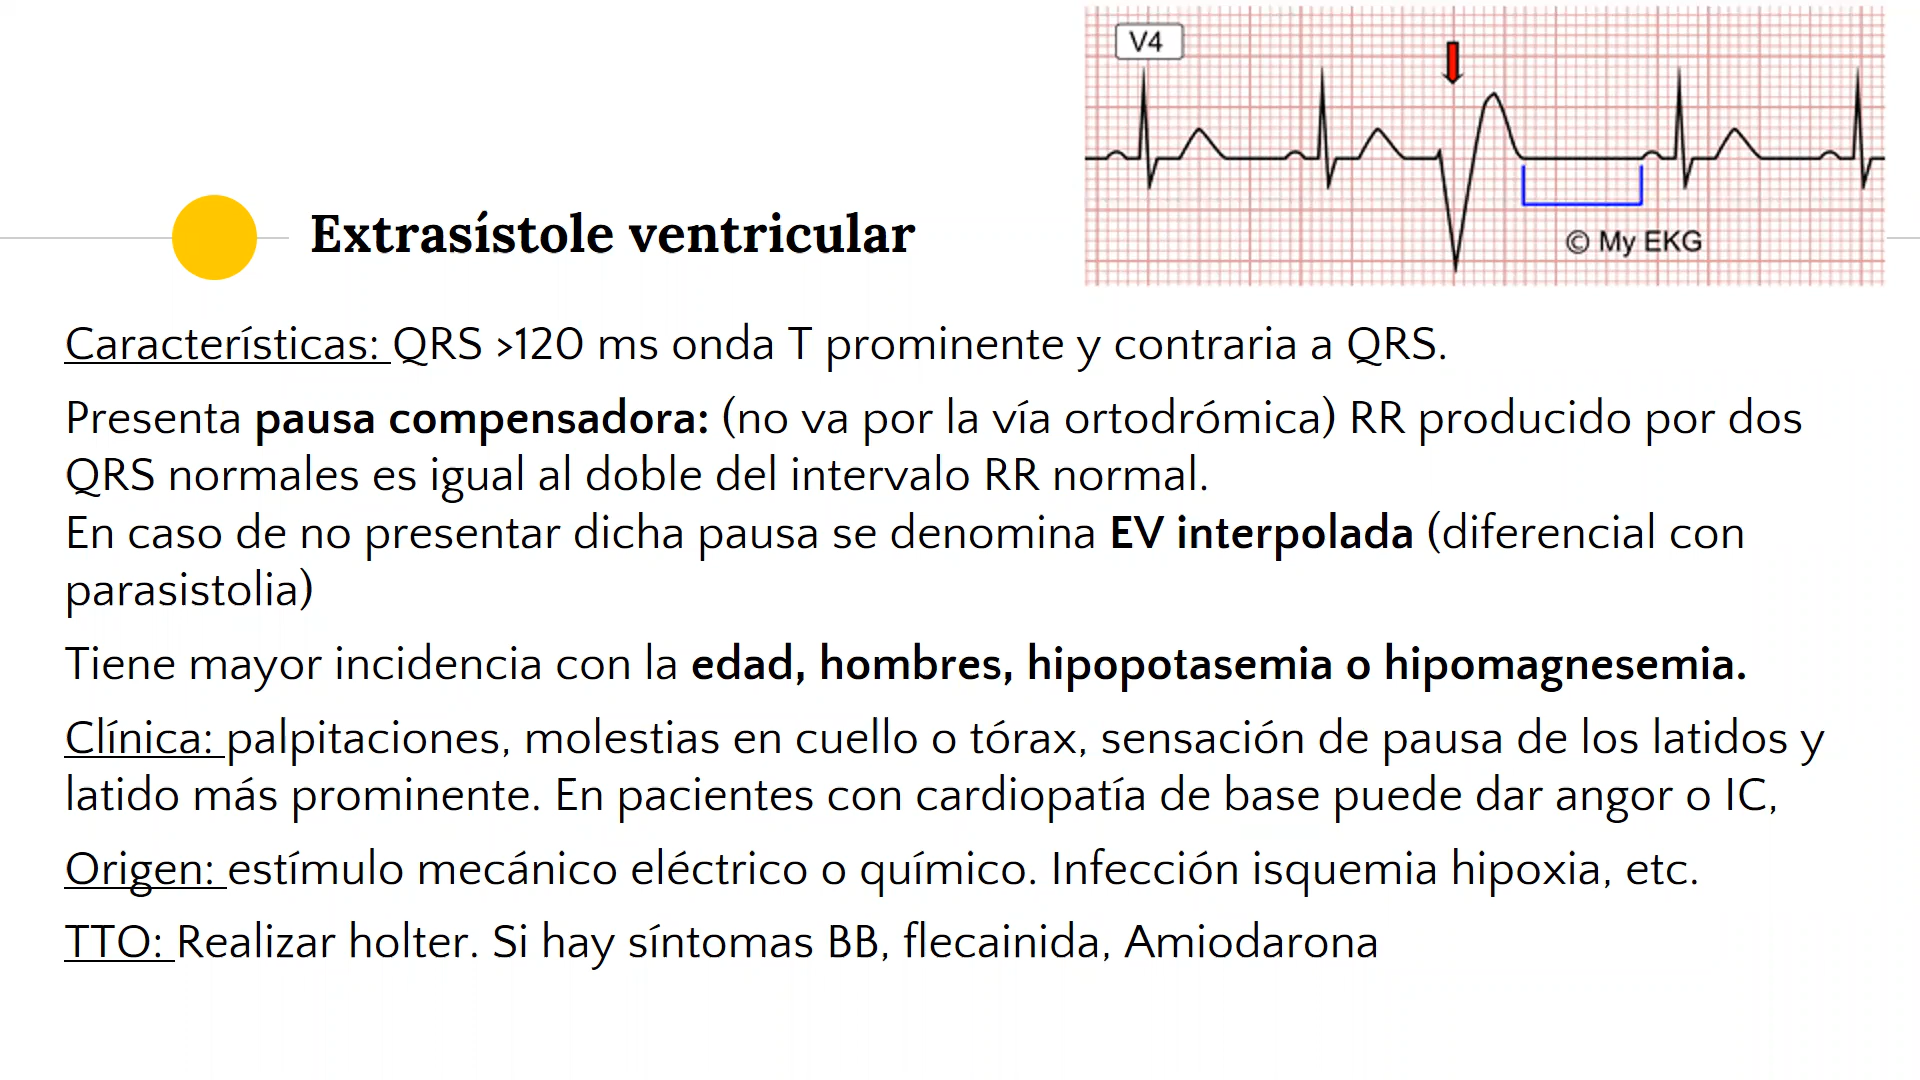 V4
© My EKG
Extrasístole ventricular
Características: QRS >120 ms onda T prominente y contraria a QRS.
Presenta pausa compensadora: (no va por la vía ortodrómica) RR producido por dos
QRS normales es igual al doble del intervalo RR normal.
En caso de no presentar dicha pausa se denomina EV interpolada (diferencial con
parasistolia)
Tiene mayor incidencia con la edad, hombres, hipopotasemia o hipomagnesemia.
Clínica: palpitaciones, molestias en cuello o tórax, sensación de pausa de los latidos y
latido más prominente. En pacientes con cardiopatía de base puede dar angor o IC,
Origen: estímulo mecánico eléctrico o químico. Infección isquemia hipoxia, etc.
TTO: Realizar holter. Si hay síntomas BB, flecainida, Amiodarona